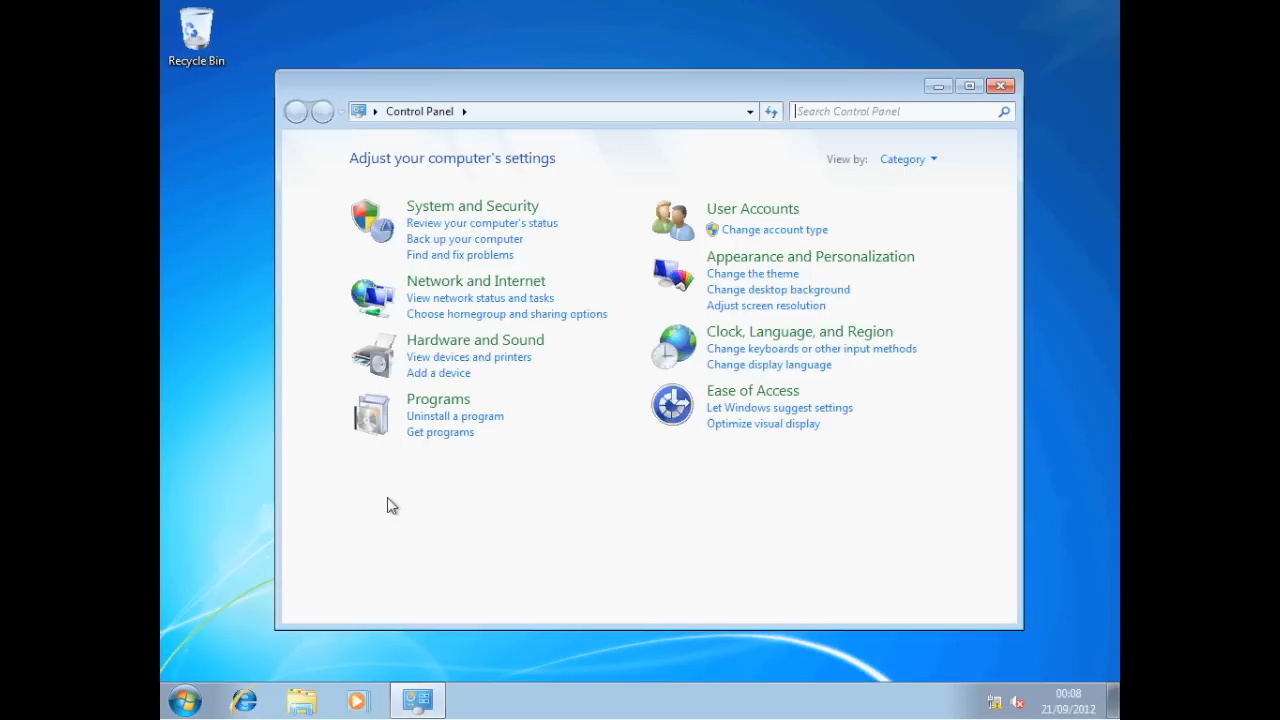 Recycle Bin
Control Panel
Search Control Panel
Adjust your computer's settings
View by: Category
System and Security
Review your computer's status
Back up your computer
Find and fix problems
Network and Internet
View network status and tasks
Choose homegroup and sharing options
Hardware and Sound
View devices and printers
Add a device
Programs
Uninstall a program
Get programs
User Accounts
Change account type
Appearance and Personalization
Change the theme
Change desktop background
Adjust screen resolution
Clock, Language, and Region
Change keyboards or other input methods
Change display language
Ease of Access
Let Windows suggest settings
Optimize visual display
00:08
21/09/2012